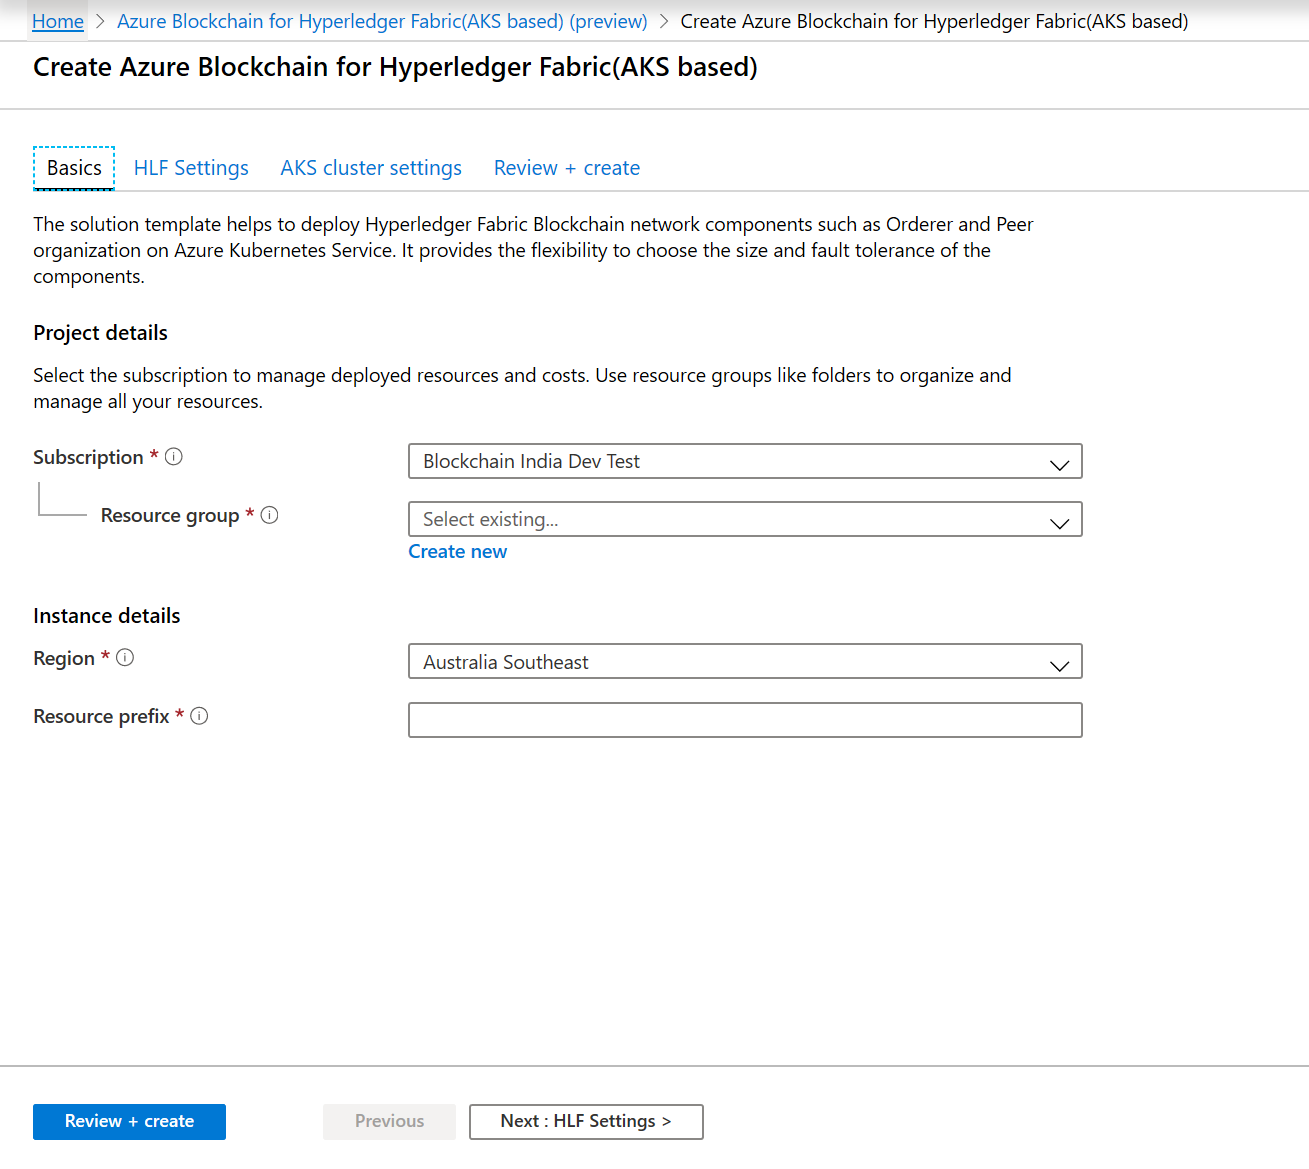 Home > Azure Blockchain for Hyperledger Fabric(AKS based) (preview) > Create Azure Blockchain for Hyperledger Fabric(AKS based)
Create Azure Blockchain for Hyperledger Fabric(AKS based)
Basics HLF Settings AKS cluster settings Review + create
The solution template helps to deploy Hyperledger Fabric Blockchain network components such as Orderer and Peer
organization on Azure Kubernetes Service. It provides the flexibility to choose the size and fault tolerance of the
components.
Project details
Select the subscription to manage deployed resources and costs. Use resource groups like folders to organize and
manage all your resources.
Subscription * Blockchain India Dev Test
Resource group * Select existing...
Create new
Instance details
Region * Australia Southeast
Resource prefix *
Review + create Previous Next : HLF Settings >